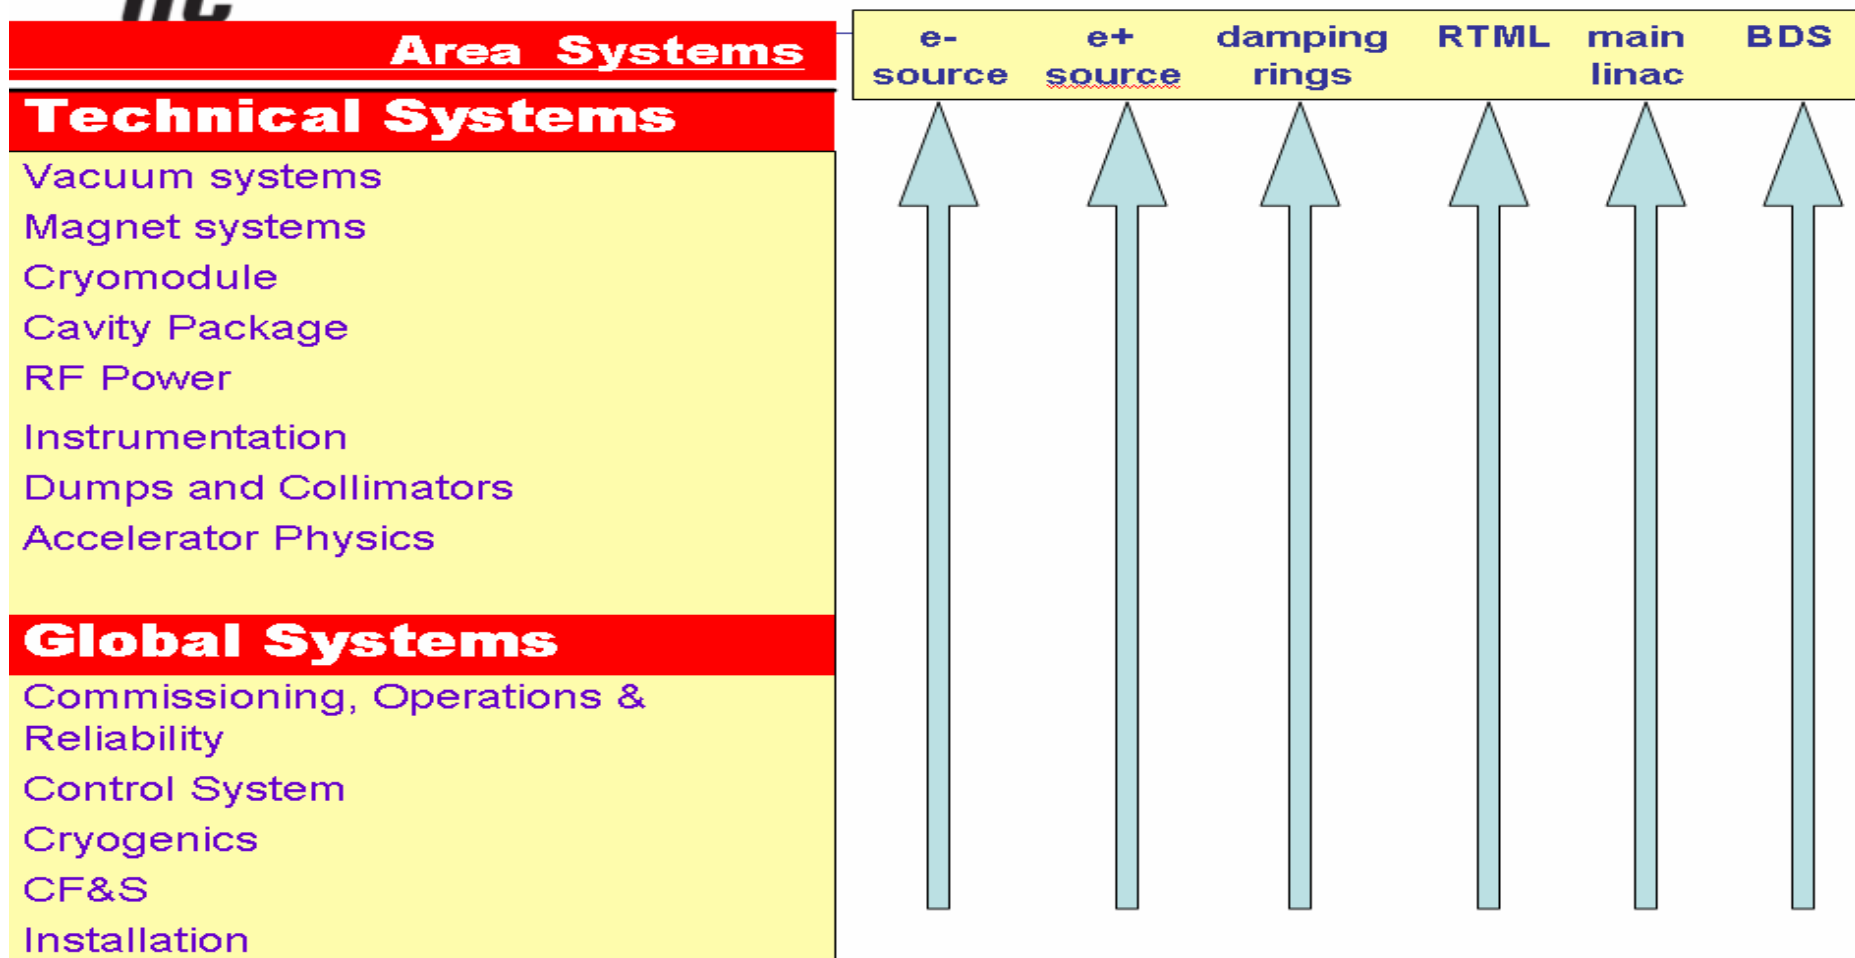 Area Systems
e- source
e+ source
damping rings
RTML
main linac
BDS
Technical Systems
Vacuum systems
Magnet systems
Cryomodule
Cavity Package
RF Power
Instrumentation
Dumps and Collimators
Accelerator Physics
Global Systems
Commissioning, Operations &
Reliability
Control System
Cryogenics
CF&S
Installation